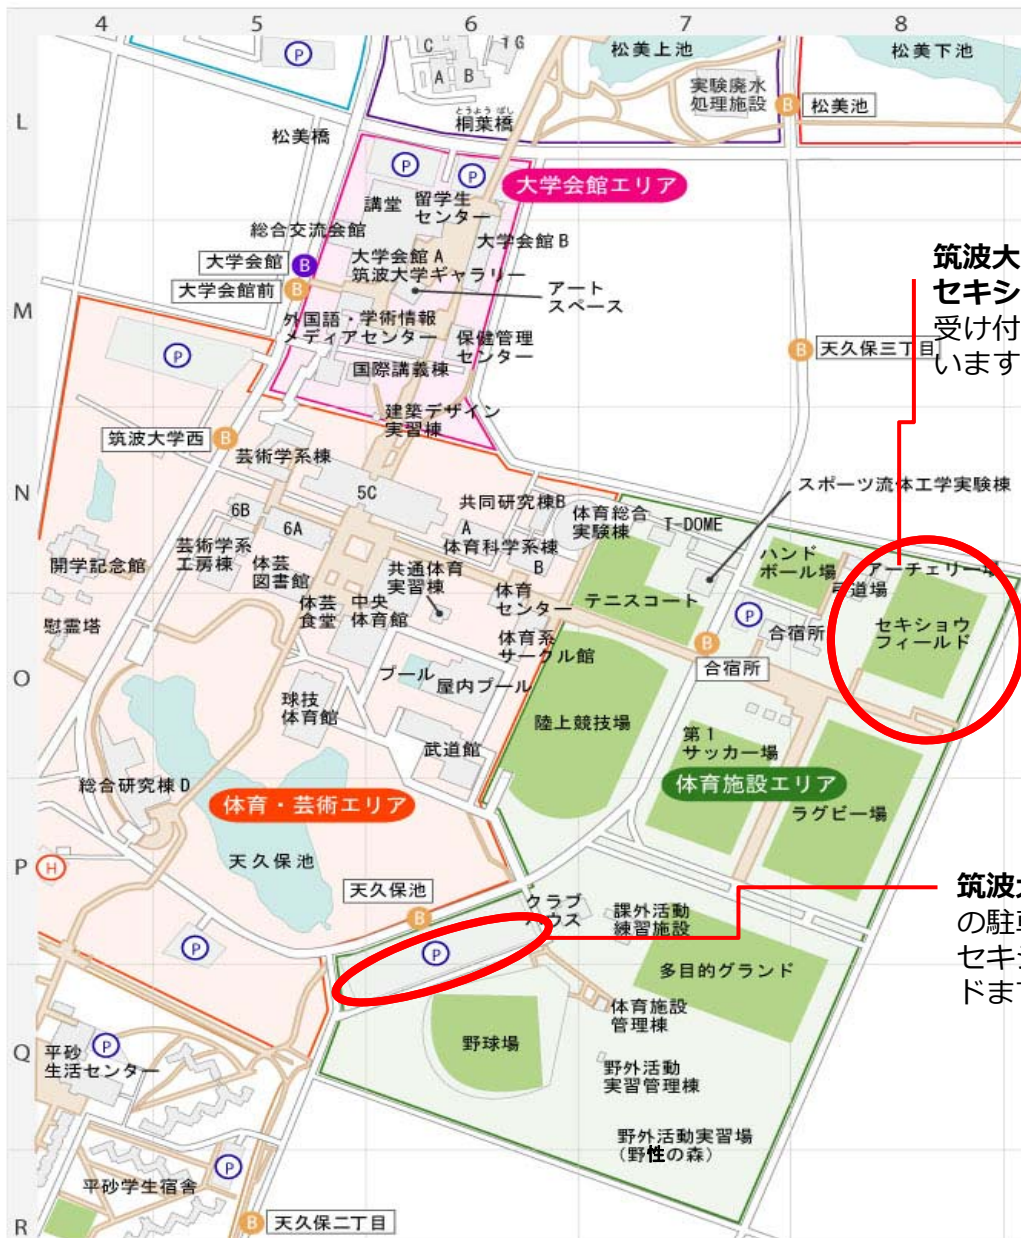 4 5 6 7 8
L
M
N
O
P
Q
R
P
C
A
B
G
桐葉橋
とうよう ばし
松美橋
松美上池
松美下池
実験廃水
処理施設
B
松美池
P
P
大学会館エリア
講堂
留学生
センター
総合交流会館
大学会館
B
大学会館前
B
大学会館 A
筑波大学ギャラリー
大学会館 B
アート
スペース
外国語・学術情報
メディアセンター
保健管理
センター
国際講義棟
建築デザイン
実習棟
B
天久保三丁目
筑波大
セキシ
受け付
います
P
筑波大学西
B
芸術学系棟
5C
6B
6A
芸術学系
工房棟
体芸
図書館
開学記念館
慰霊塔
共同研究棟B
A
体育科学系棟
B
共通体育
実習棟
体芸
食堂
中央
体育館
体育
センター
体育系
サークル館
プール
屋内プール
球技
体育館
武道館
総合研究棟 D
体育・芸術エリア
天久保池
H
体育総合
実験棟
T-DOME
スポーツ流体工学実験棟
テニスコート
ハンド
ボール場
アーチェリー場
弓道場
P
合宿所
B
合宿所
セキショウ
フィールド
陸上競技場
第1
サッカー場
体育施設エリア
ラグビー場
天久保池
B
P
P
クラブ
ハウス
課外活動
練習施設
多目的グランド
体育施設
管理棟
野球場
野外活動
実習管理棟
野外活動実習場
(野性の森)
筑波大
の駐車
セキシ
ドまで
平砂
生活センター
P
P
平砂学生宿舎
B
天久保二丁目